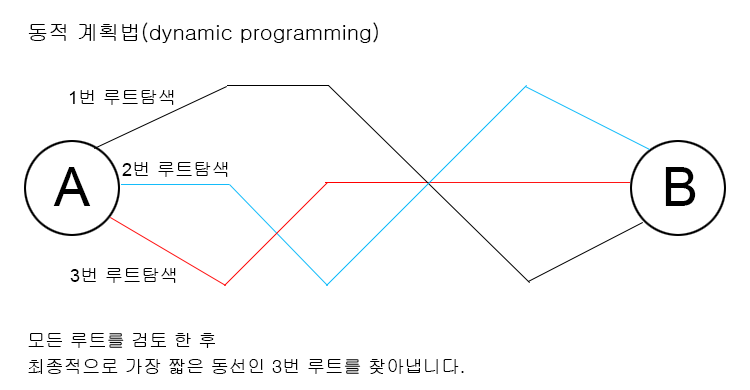 동적 계획법(dynamic programming)
1번 루트탐색
A
2번 루트탐색
B
3번 루트탐색
모든 루트를 검토 한 후
최종적으로 가장 짧은 동선인 3번 루트를 찾아냅니다.